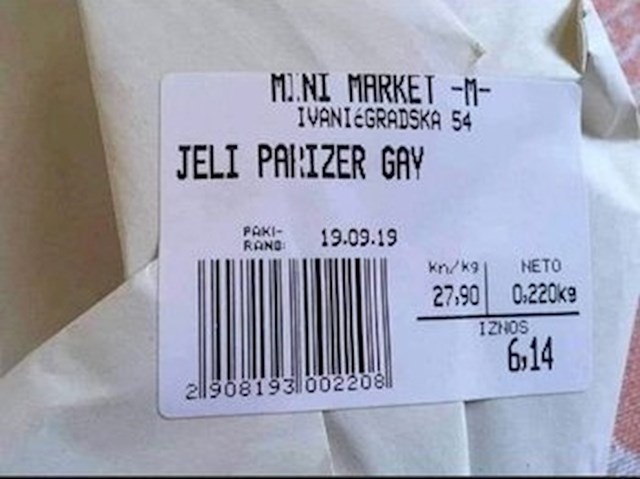 MINI MARKET -M-
IVANIćGRADSKA 54
JELI PARIZER GAY
PAKI-
RANO: 19.09.19
kn/kg NETO
27,90 0,220kg
IZNOS
6,14
2 908193 002208